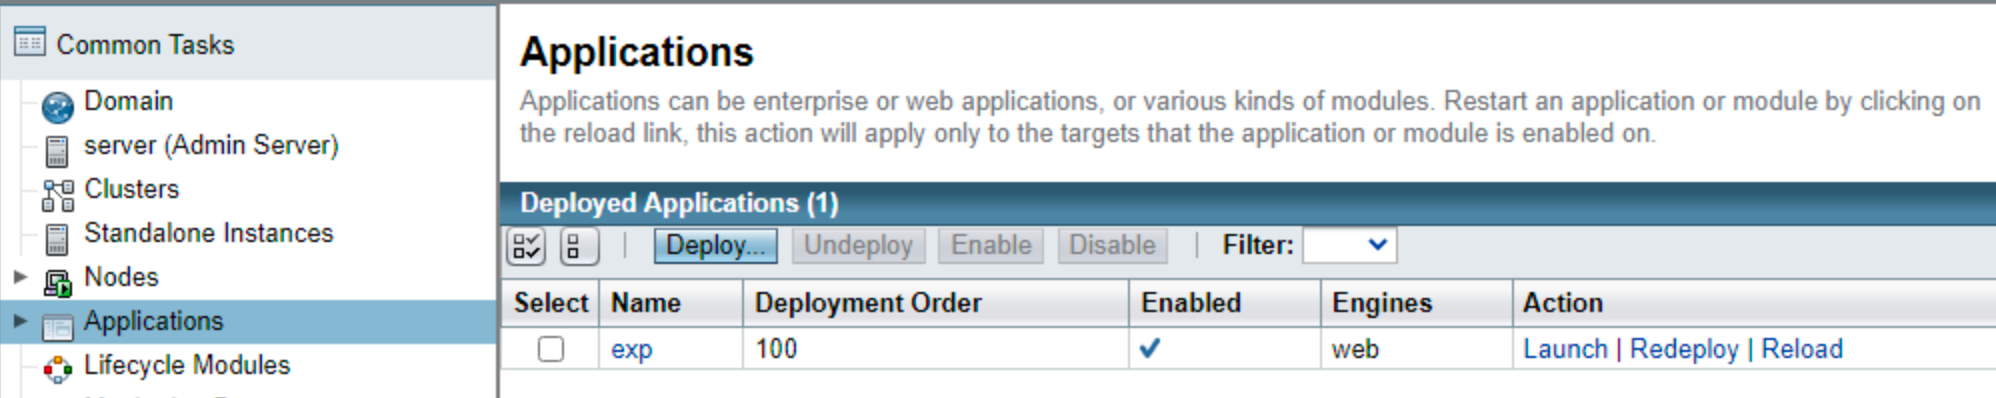 Common Tasks
Domain
server (Admin Server)
Clusters
Standalone Instances
Nodes
Applications
Lifecycle Modules
Applications
Applications can be enterprise or web applications, or various kinds of modules. Restart an application or module by clicking on
the reload link, this action will apply only to the targets that the application or module is enabled on.
Deployed Applications (1)
Deploy... Undeploy Enable Disable Filter:
Select Name Deployment Order Enabled Engines Action
exp 100 web Launch | Redeploy | Reload